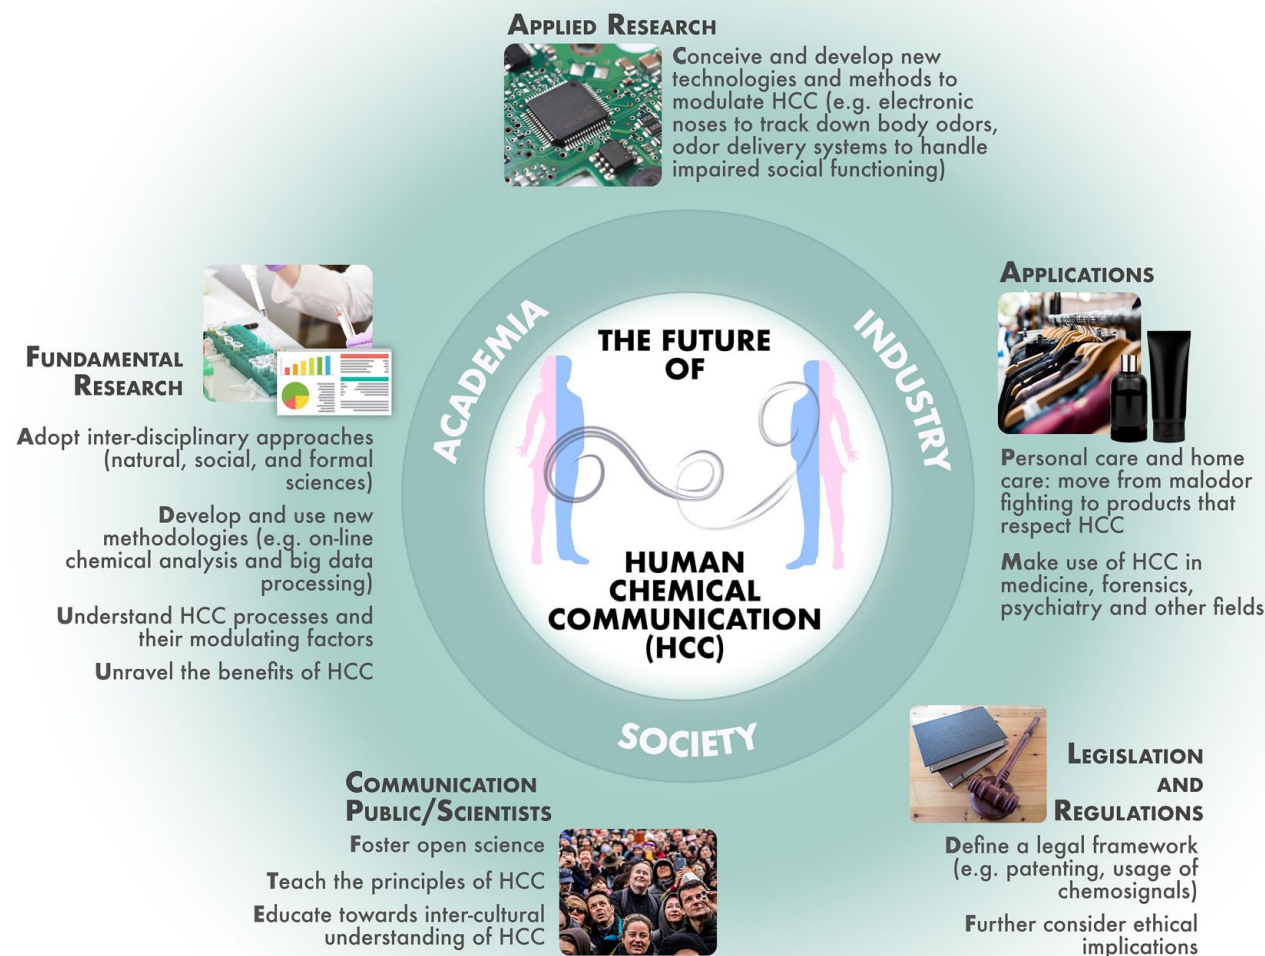 APPLIED RESEARCH
Conceive and develop new
technologies and methods to
modulate HCC (e.g. electronic
noses to track down body odors,
odor delivery systems to handle
impaired social functioning)
FUNDAMENTAL
RESEARCH
Adopt inter-disciplinary approaches
(natural, social, and formal
sciences)
Develop and use new
methodologies (e.g. on-line
chemical analysis and big data
processing)
Understand HCC processes and
their modulating factors
Unravel the benefits of HCC
ACADEMIA
INDUSTRY
SOCIETY
THE FUTURE
OF
HUMAN
CHEMICAL
COMMUNICATION
(HCC)
APPLICATIONS
Personal care and home
care: move from malodor
fighting to products that
respect HCC
Make use of HCC in
medicine, forensics,
psychiatry and other fields
COMMUNICATION
PUBLIC/SCIENTISTS
Foster open science
Teach the principles of HCC
Educate towards inter-cultural
understanding of HCC
LEGISLATION
AND
REGULATIONS
Define a legal framework
(e.g. patenting, usage of
chemosignals)
Further consider ethical
implications